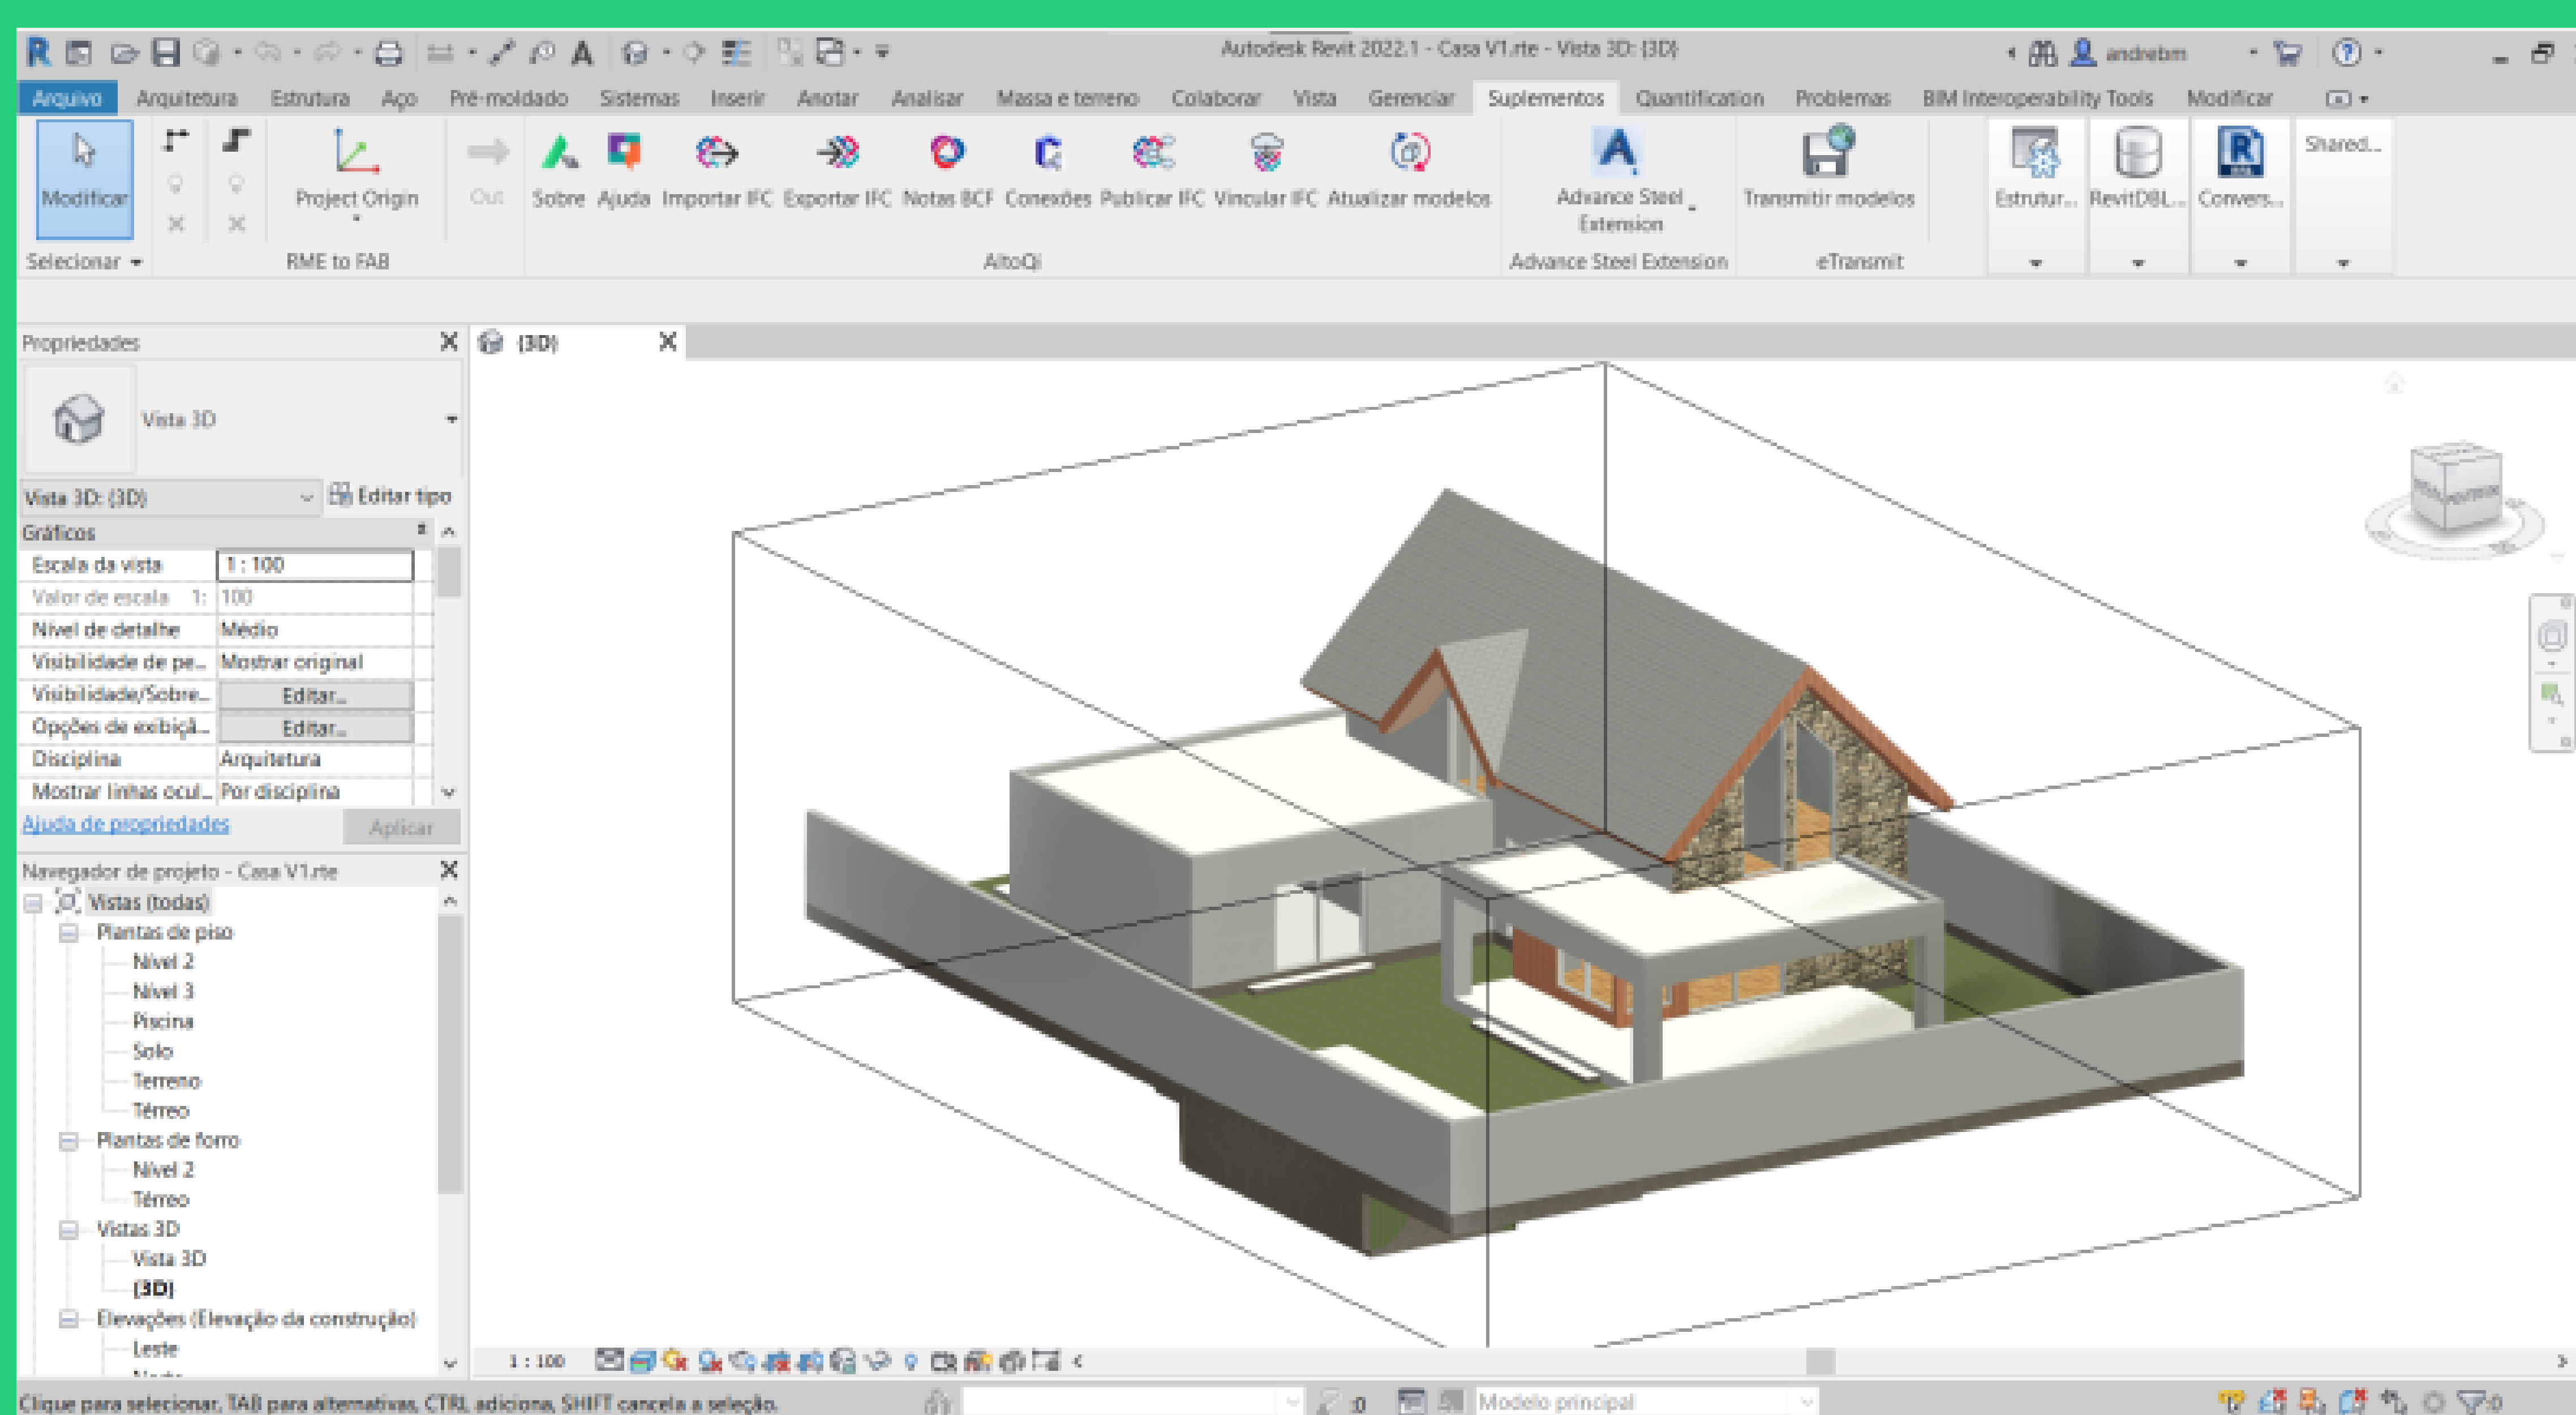 Autodesk Revit 2022.1 - Casa V1.rte - Vista 3D: {3D}
andrebm
Arquivo Arquitetura Estrutura Aço Pré-moldado Sistemas Inserir Anotar Analisar Massa e terreno Colaborar Vista Gerenciar Suplementos Quantification Problemas BIM Interoperability Tools Modificar
Modificar
Project Origin
Out
Sobre
Ajuda
Importar IFC
Exportar IFC
Notas BCF
Conexões
Publicar IFC
Vincular IFC
Atualizar modelos
Advance Steel
Extension
Transmitir modelos
Estrutur...
RevitDBL...
Convers...
Shared...
Selecionar
RME to FAB
AltoQi
Advance Steel Extension
eTransmit
Propriedades
{3D}
Vista 3D
Vista 3D: {3D}
Editar tipo
Gráficos
Escala da vista 1 : 100
Valor de escala 1: 100
Nível de detalhe Médio
Visibilidade de pe... Mostrar original
Visibilidade/Sobre... Editar...
Opções de exibiçã... Editar...
Disciplina Arquitetura
Mostrar linhas ocul... Por disciplina
Ajuda de propriedades
Aplicar
Navegador de projeto - Casa V1.rte
Vistas (todas)
Plantas de piso
Nível 2
Nível 3
Piscina
Solo
Terreno
Térreo
Plantas de forro
Nível 2
Térreo
Vistas 3D
Vista 3D
{3D}
Elevações (Elevação da construção)
Leste
1 : 100
Clique para selecionar, TAB para alternativas, CTRL adiciona, SHIFT cancela a seleção.
:0
Modelo principal
:0